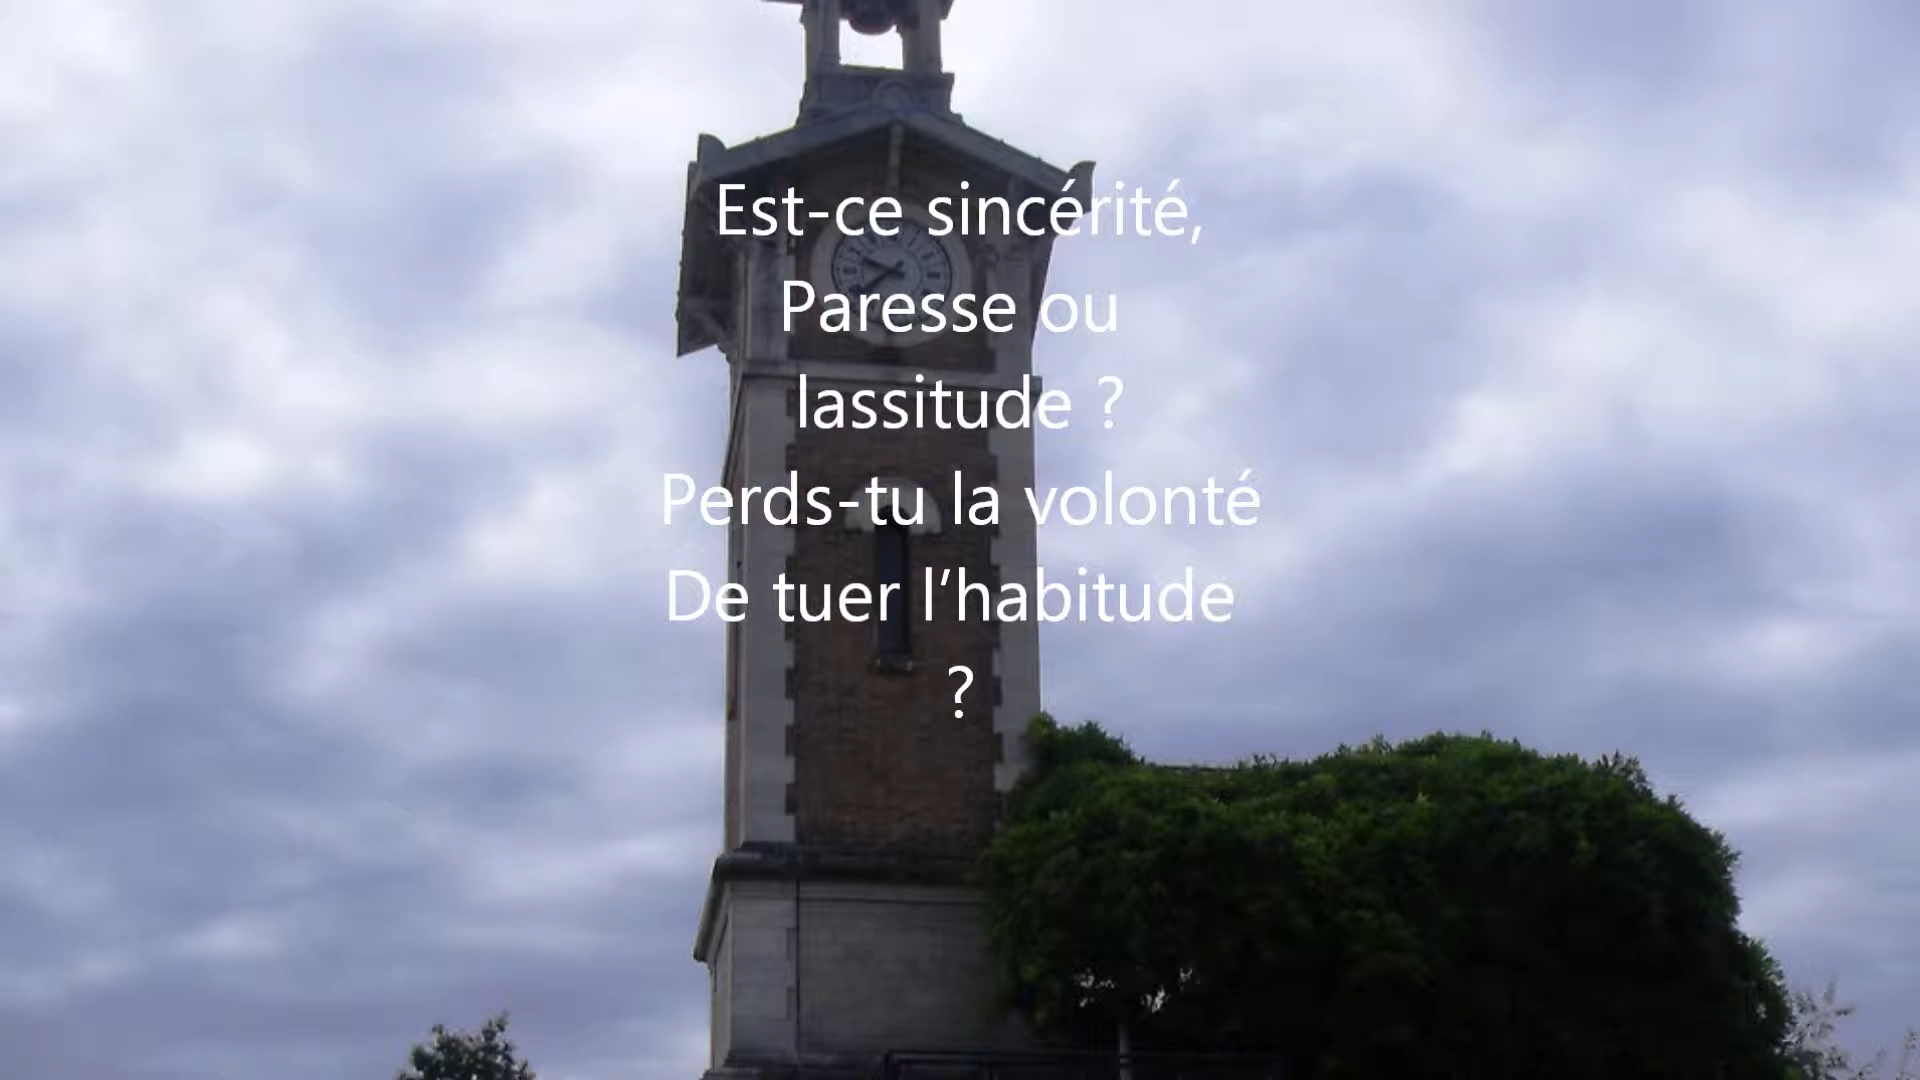 Est-ce sincérité,
Paresse ou
lassitude ?
Perds-tu la volonté
De tuer l’habitude
?